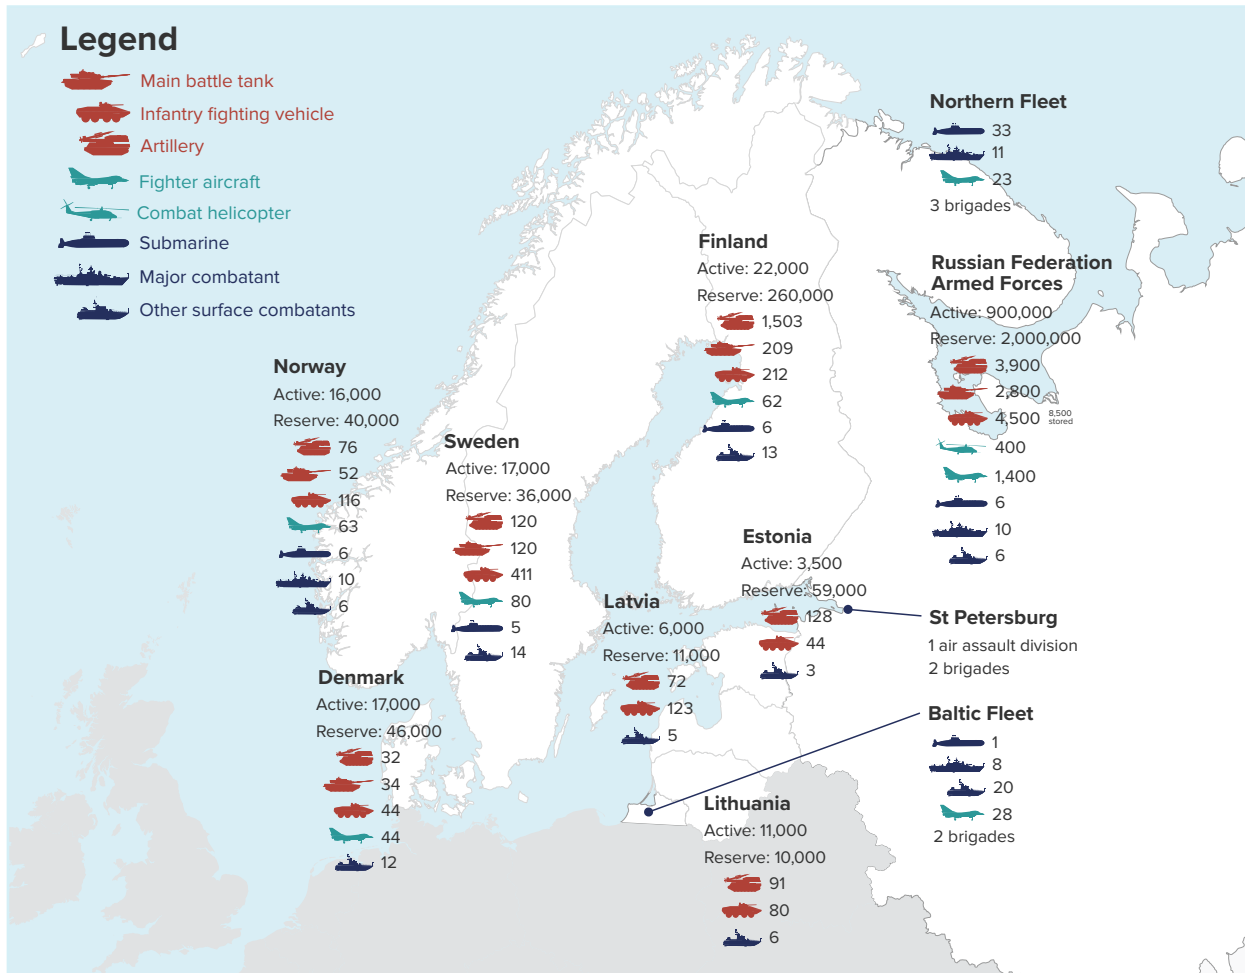 Legend
Main battle tank
Infantry fighting vehicle
Artillery
Fighter aircraft
Combat helicopter
Submarine
Major combatant
Other surface combatants
Northern Fleet
33
11
23
3 brigades
Finland
Active: 22,000
Reserve: 260,000
1,503
209
212
62
6
13
Russian Federation
Armed Forces
Active: 900,000
Reserve: 2,000,000
3,900
2,800
4,500
8,500
stored
400
1,400
6
10
6
Norway
Active: 16,000
Reserve: 40,000
76
52
116
63
6
10
6
Sweden
Active: 17,000
Reserve: 36,000
120
120
411
80
5
14
Estonia
Active: 3,500
Reserve: 59,000
128
44
3
Latvia
Active: 6,000
Reserve: 11,000
72
123
5
St Petersburg
1 air assault division
2 brigades
Denmark
Active: 17,000
Reserve: 46,000
32
34
44
44
12
Baltic Fleet
1
8
20
28
2 brigades
Lithuania
Active: 11,000
Reserve: 10,000
91
80
6